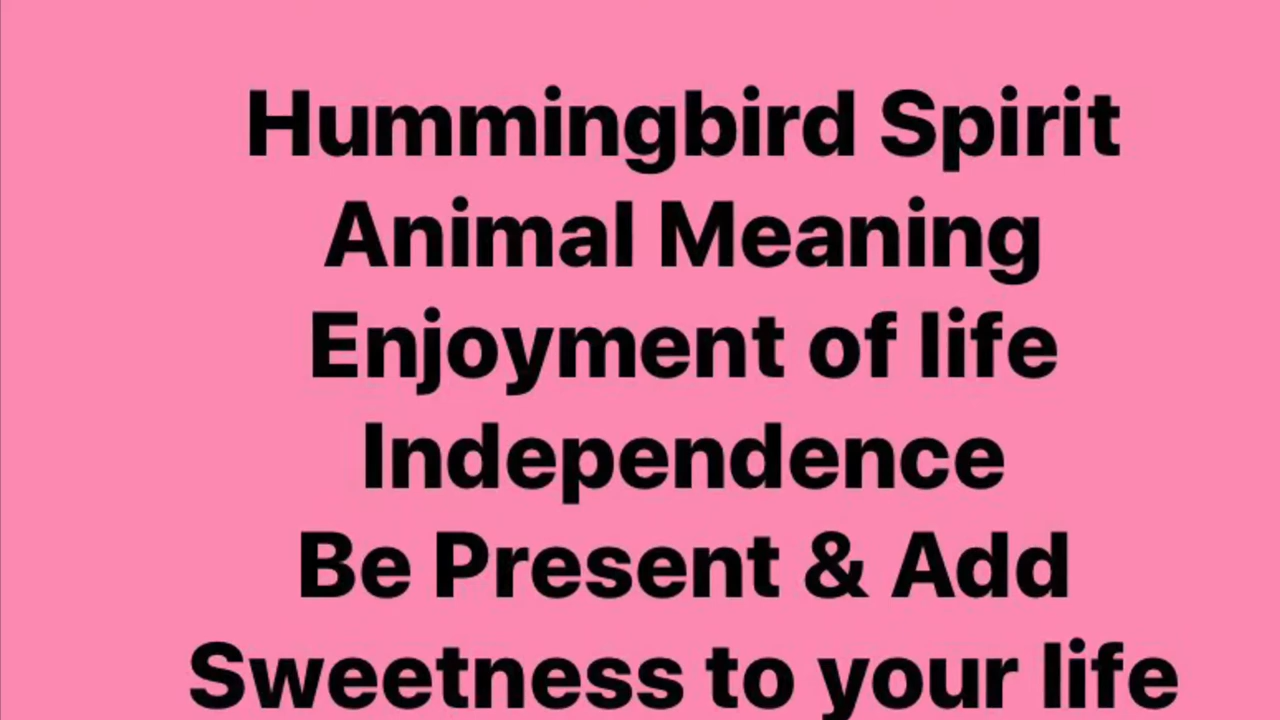 Hummingbird Spirit
Animal Meaning
Enjoyment of life
Independence
Be Present & Add
Sweetness to your life